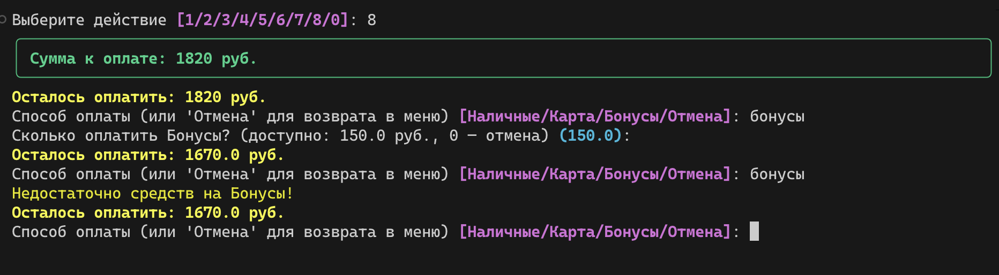 Выберите действие [1/2/3/4/5/6/7/8/0]: 8
Сумма к оплате: 1820 руб.
Осталось оплатить: 1820 руб.
Способ оплаты (или 'Отмена' для возврата в меню) [Наличные/Карта/Бонусы/Отмена]: бонусы
Сколько оплатить Бонусы? (доступно: 150.0 руб., 0 — отмена) (150.0):
Осталось оплатить: 1670.0 руб.
Способ оплаты (или 'Отмена' для возврата в меню) [Наличные/Карта/Бонусы/Отмена]: бонусы
Недостаточно средств на Бонусы!
Осталось оплатить: 1670.0 руб.
Способ оплаты (или 'Отмена' для возврата в меню) [Наличные/Карта/Бонусы/Отмена]: